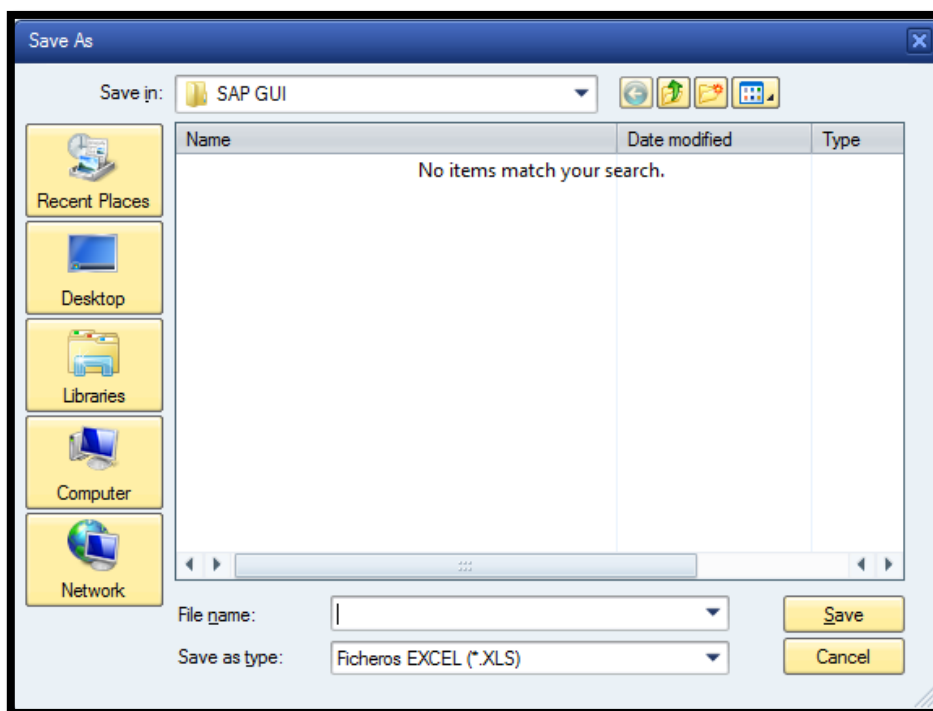 Save As
Save in:
SAP GUI
Name Date modified Type
No items match your search.
Recent Places
Desktop
Libraries
Computer
Network
File name:
Save
Save as type: Ficheros EXCEL (*.XLS) Cancel